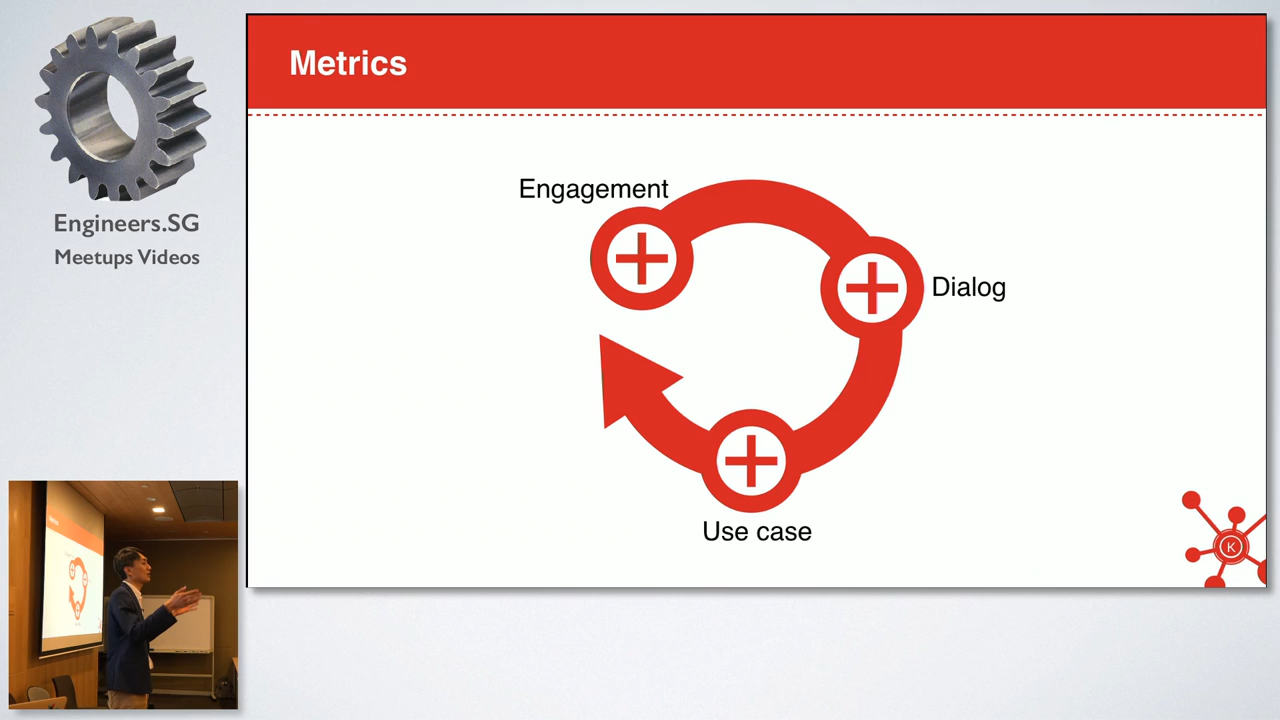 Engineers.SG
Meetups Videos
Metrics
Engagement
Dialog
Use case
K